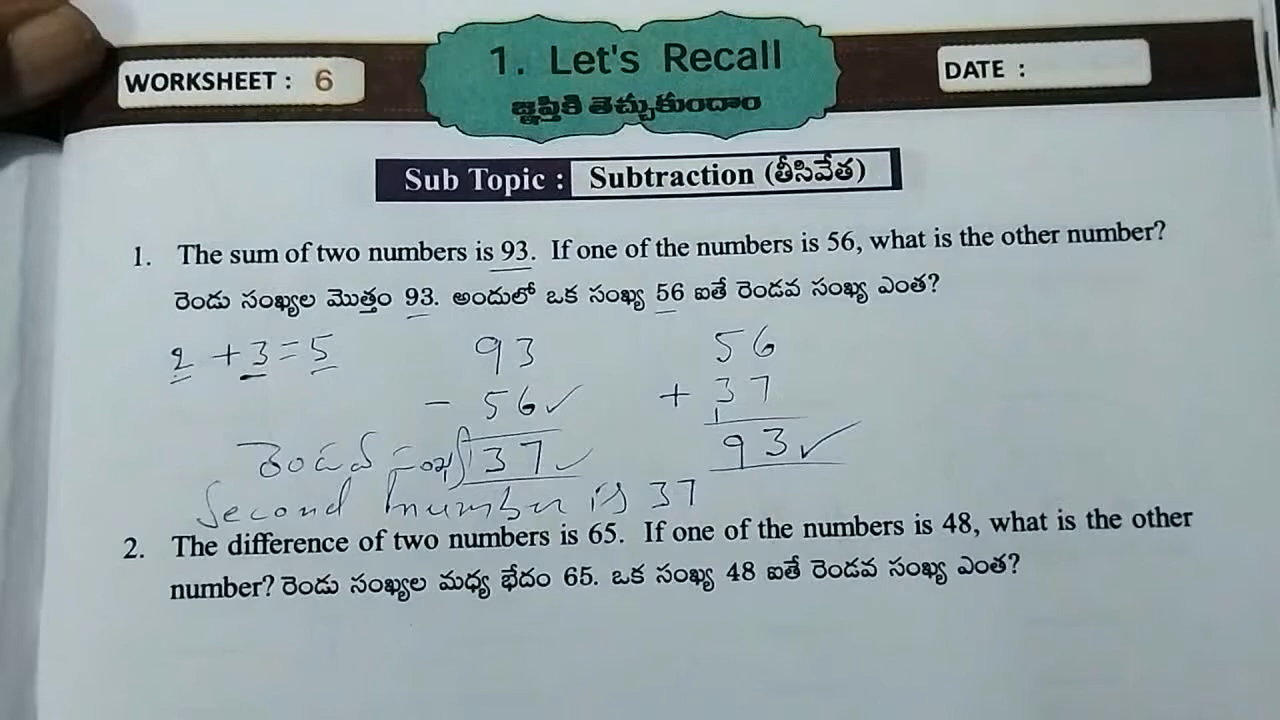 WORKSHEET : 6
1. Let's Recall
జ్ఞప్తికి తెచ్చుకుందాం
DATE :
Sub Topic : Subtraction (తీసివేత)
1. The sum of two numbers is 93. If one of the numbers is 56, what is the other number?
రెండు సంఖ్యల మొత్తం 93. అందులో ఒక సంఖ్య 56 ఐతే రెండవ సంఖ్య ఎంత?
2 + 3 = 5 93 56
- 56 ✓ + 37
రెండవ సంఖ్య 37 ✓ 93 ✓
Second number is 37
2. The difference of two numbers is 65. If one of the numbers is 48, what is the other
number? రెండు సంఖ్యల మధ్య భేదం 65. ఒక సంఖ్య 48 ఐతే రెండవ సంఖ్య ఎంత?